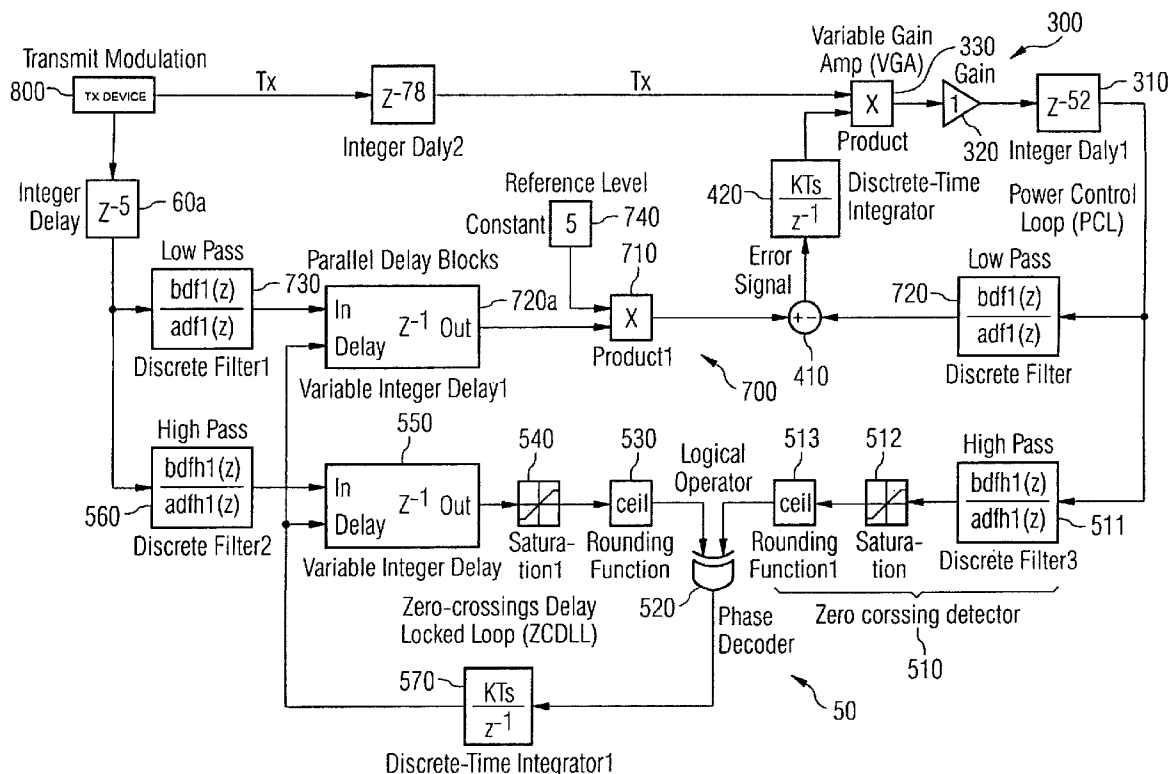 Transmit Modulation
800
TX DEVICE
Tx
Z-78
Integer Daly2
Tx
Variable Gain
Amp (VGA)
330
300
X
Product
Gain
1
320
Z-52
310
Integer Daly1
Integer
Delay
Z-5
60a
Reference Level
Constant
5
740
420
KTs
z-1
Disctrete-Time
Integrator
Power Control
Loop (PCL)
Error
Signal
Low Pass
bdf1(z)
adf1(z)
730
Discrete Filter1
Parallel Delay Blocks
In
Delay
Z-1
Out
720a
Variable Integer Delay1
710
X
Product1
700
+-
410
Low Pass
720
bdf1(z)
adf1(z)
Discrete Filter
High Pass
bdfh1(z)
adfh1(z)
560
Discrete Filter2
550
In
Delay
Z-1
Out
Variable Integer Delay
540
Satura-
tion1
530
ceil
Rounding
Function
Logical
Operator
520
Phase
Decoder
513
ceil
Rounding
Function1
512
Satura-
tion
High Pass
bdfh1(z)
adfh1(z)
511
Discrete Filter3
Zero-crossings Delay
Locked Loop (ZCDLL)
Zero corssing detector
510
50
570
KTs
z-1
Discrete-Time Integrator1